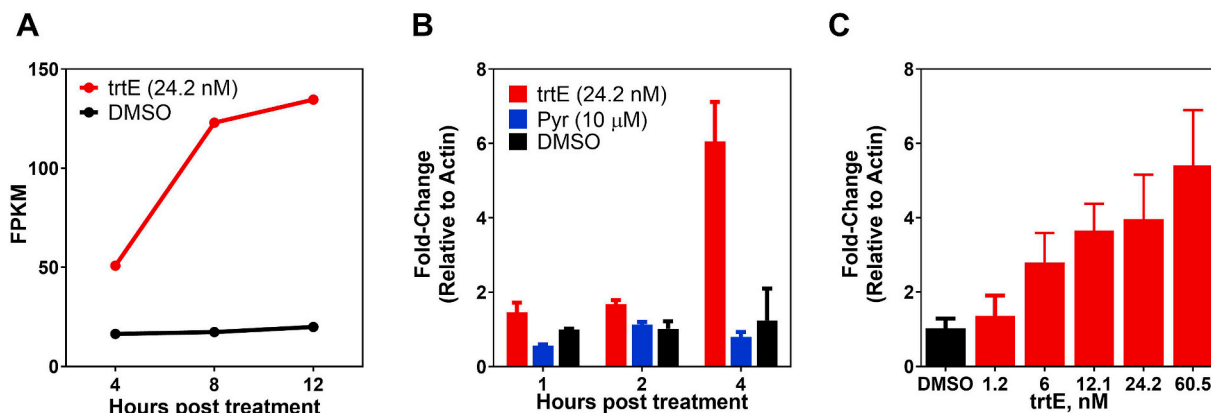 A
150
100
50
0
FPKM
trtE (24.2 nM)
DMSO
4 8 12
Hours post treatment
B
8
6
4
2
0
Fold-Change
(Relative to Actin)
trtE (24.2 nM)
Pyr (10 μM)
DMSO
1 2 4
Hours post treatment
C
8
6
4
2
0
Fold-Change
(Relative to Actin)
DMSO 1.2 6 12.1 24.2 60.5
trtE, nM